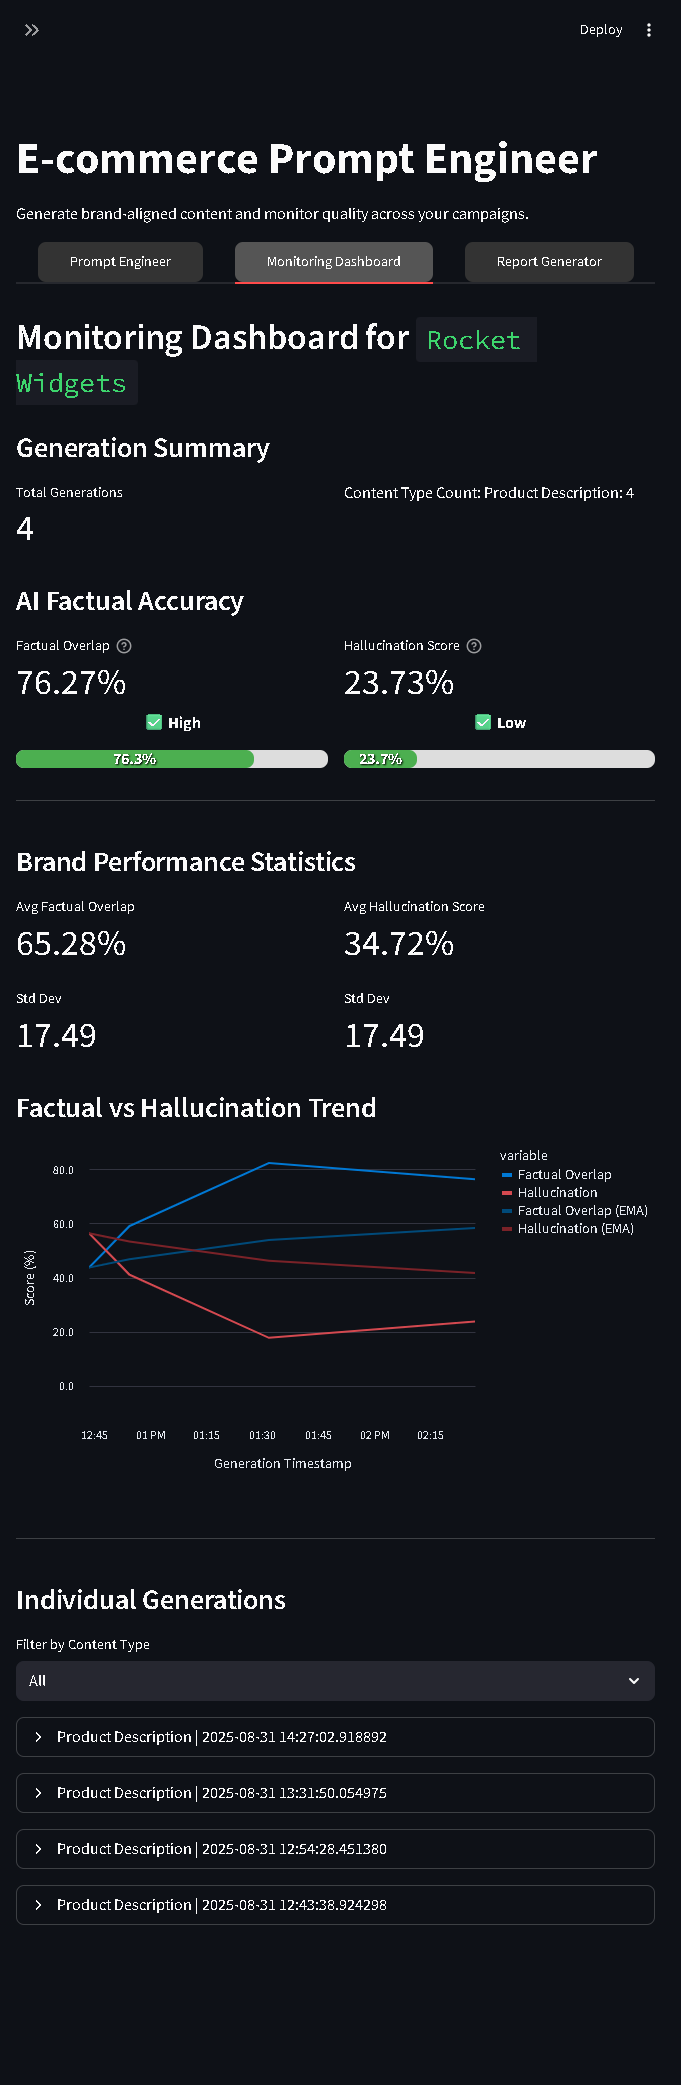 Deploy
E-commerce Prompt Engineer
Generate brand-aligned content and monitor quality across your campaigns.
Prompt Engineer
Monitoring Dashboard
Report Generator
Monitoring Dashboard for Rocket
Widgets
Generation Summary
Total Generations
4
Content Type Count: Product Description: 4
AI Factual Accuracy
Factual Overlap
76.27%
High
76.3%
Hallucination Score
23.73%
Low
23.7%
Brand Performance Statistics
Avg Factual Overlap
65.28%
Avg Hallucination Score
34.72%
Std Dev
17.49
Std Dev
17.49
Factual vs Hallucination Trend
variable
Factual Overlap
Hallucination
Factual Overlap (EMA)
Hallucination (EMA)
Score (%)
80.0
60.0
40.0
20.0
0.0
12:45 01 PM 01:15 01:30 01:45 02 PM 02:15
Generation Timestamp
Individual Generations
Filter by Content Type
All
Product Description | 2025-08-31 14:27:02.918892
Product Description | 2025-08-31 13:31:50.054975
Product Description | 2025-08-31 12:54:28.451380
Product Description | 2025-08-31 12:43:38.924298